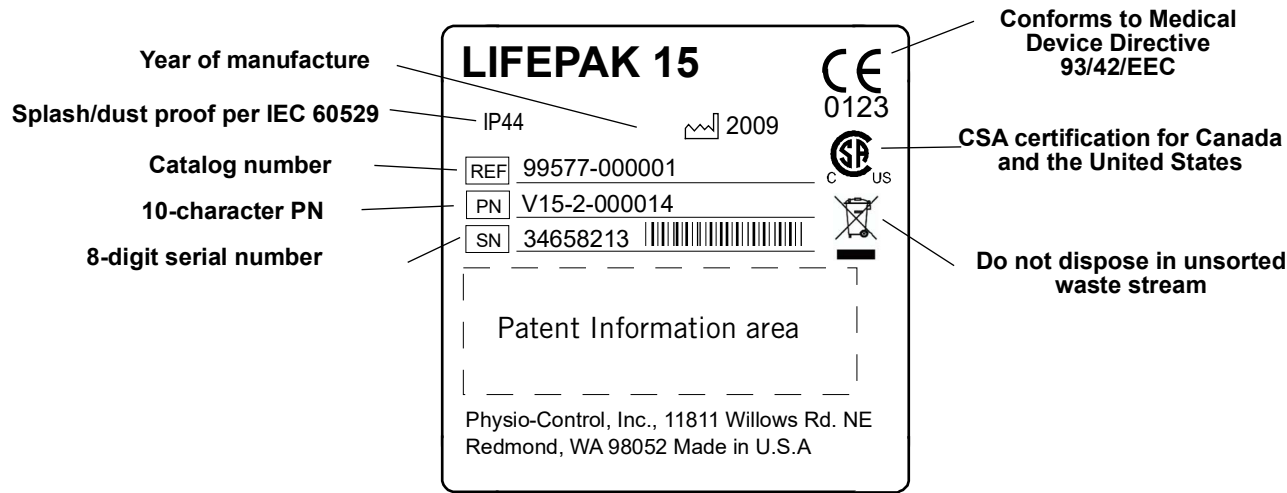 Conforms to Medical
Device Directive
93/42/EEC
Year of manufacture
Splash/dust proof per IEC 60529
Catalog number
10-character PN
8-digit serial number
LIFEPAK 15
CE
0123
IP44
2009
CSA
C US
REF 99577-000001
PN V15-2-000014
SN 34658213
Patent Information area
Physio-Control, Inc., 11811 Willows Rd. NE
Redmond, WA 98052 Made in U.S.A
CSA certification for Canada
and the United States
Do not dispose in unsorted
waste stream